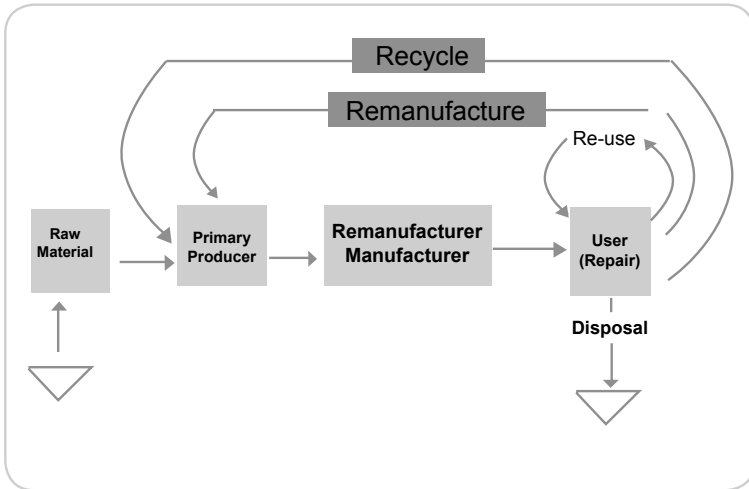 Recycle
Remanufacture
Re-use
Raw
Material
Primary
Producer
Remanufacturer
Manufacturer
User
(Repair)
Disposal